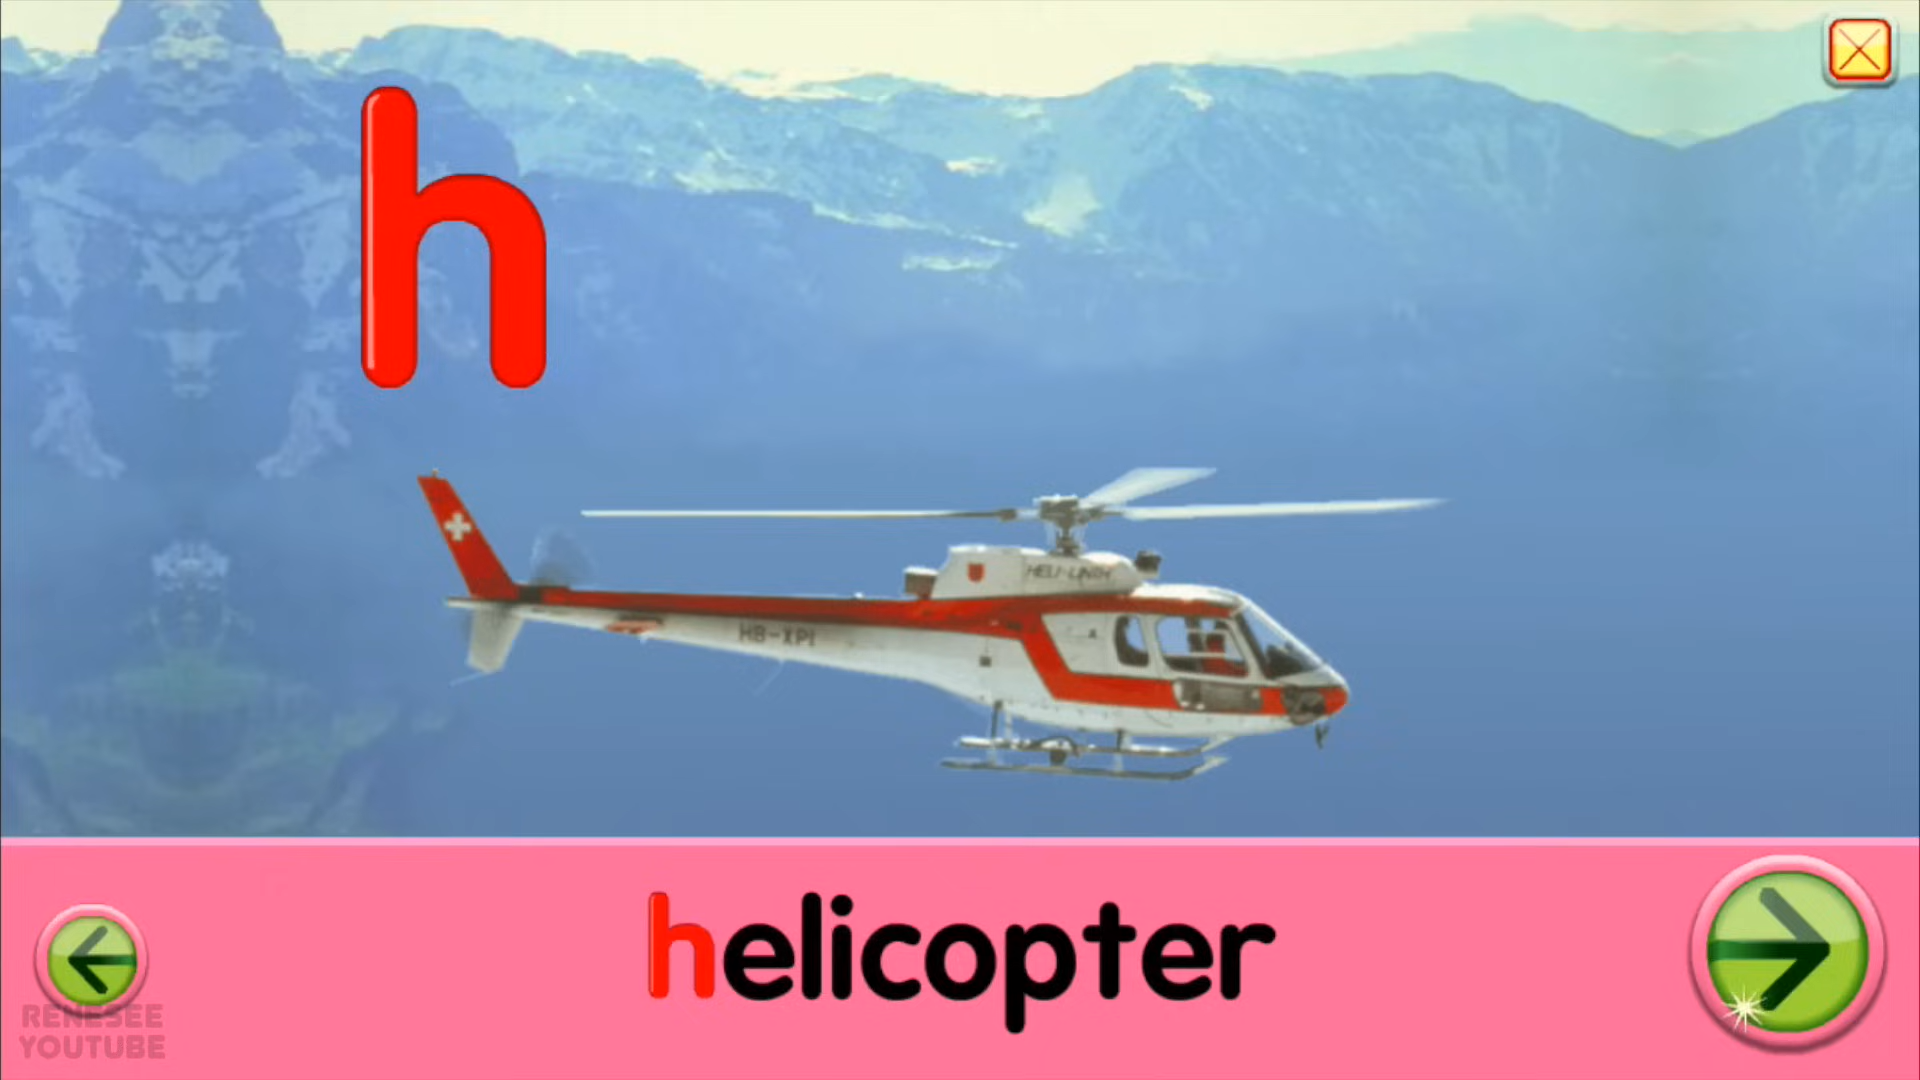 h
HELI-LINTH
HB-XPI
helicopter
RENESEE
YOUTUBE